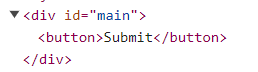 <div id="main">
<button>Submit</button>
</div>